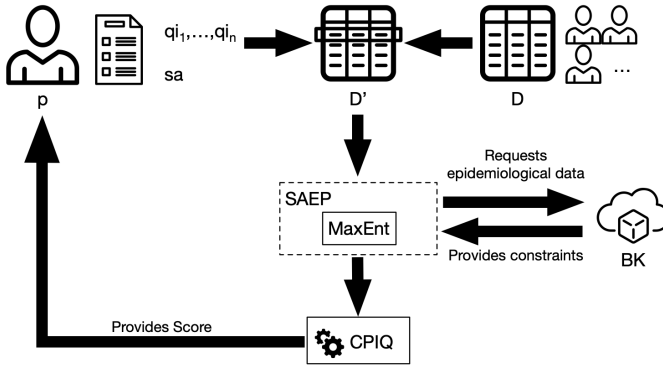 qi₁,...,qiₙ
sa
p
D’
D
...
Requests
epidemiological data
SAEP
MaxEnt
Provides constraints
BK
Provides Score
CPIQ